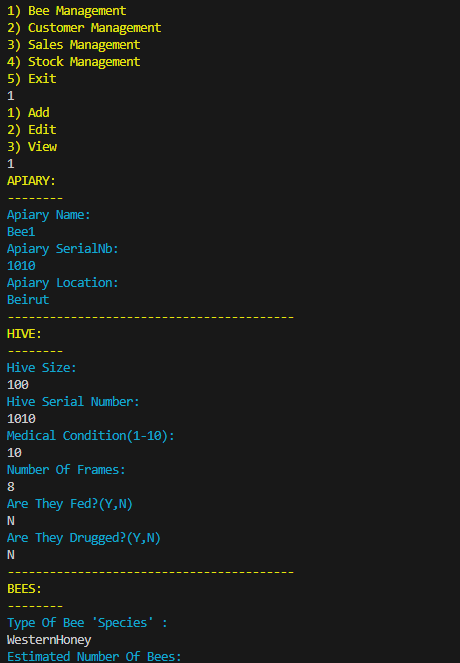 1) Bee Management
2) Customer Management
3) Sales Management
4) Stock Management
5) Exit
1
1) Add
2) Edit
3) View
1
APIARY:
--------
Apiary Name:
Bee1
Apiary SerialNb:
1010
Apiary Location:
Beirut
-----------------------------------------
HIVE:
--------
Hive Size:
100
Hive Serial Number:
1010
Medical Condition(1-10):
10
Number Of Frames:
8
Are They Fed?(Y,N)
N
Are They Drugged?(Y,N)
N
-----------------------------------------
BEES:
--------
Type Of Bee 'Species' :
WesternHoney
Estimated Number Of Bees: